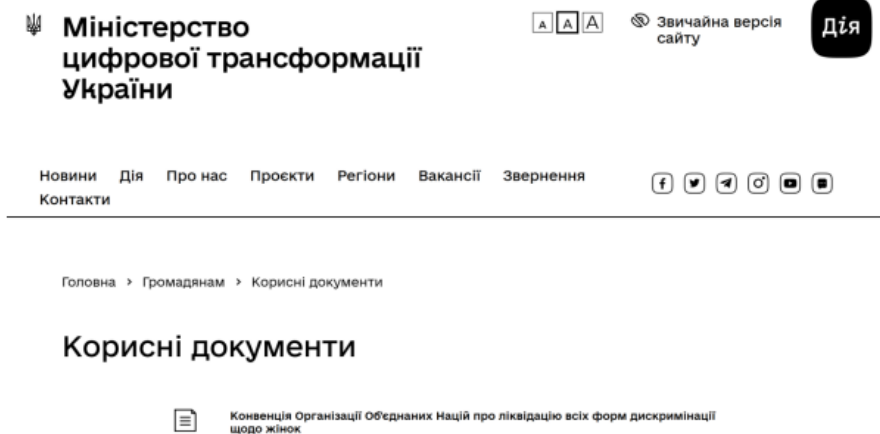 Міністерство
цифрової трансформації
України
А А А
Звичайна версія
сайту
Дія
Новини Дія Про нас Проєкти Регіони Вакансії Звернення
Контакти
Головна > Громадянам > Корисні документи
Корисні документи
Конвенція Організації Об'єднаних Націй про ліквідацію всіх форм дискримінації
щодо жінок